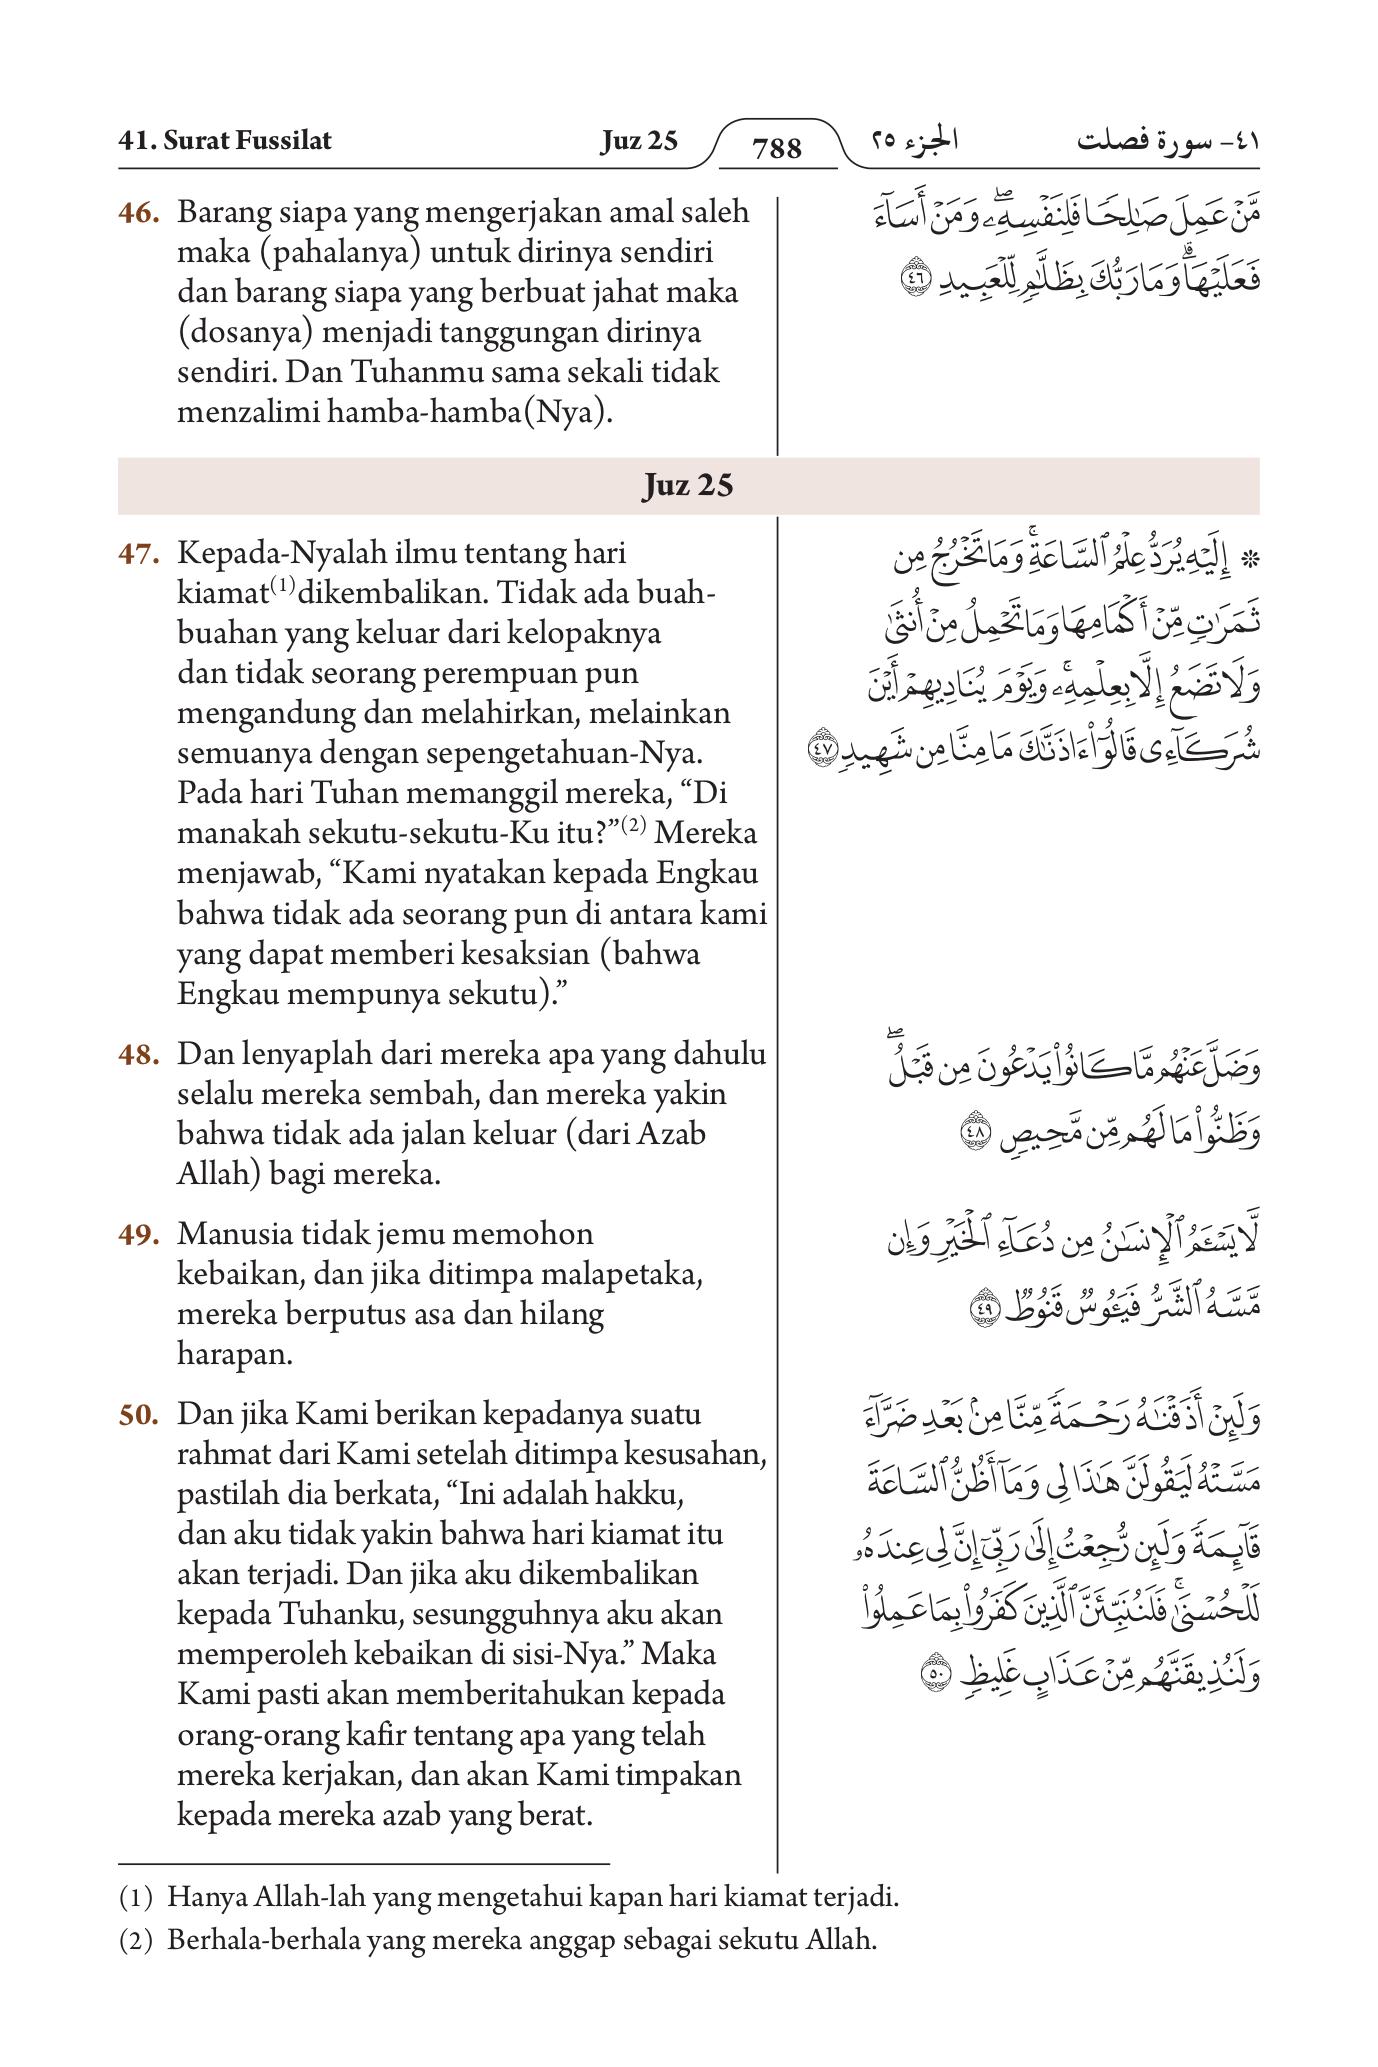 41. Surat Fussilat Juz 25 788 الجزء ٢٥ ٤١- سورة فصلت
46. Barang siapa yang mengerjakan amal saleh
maka (pahalanya) untuk dirinya sendiri
dan barang siapa yang berbuat jahat maka
(dosanya) menjadi tanggungan dirinya
sendiri. Dan Tuhanmu sama sekali tidak
menzalimi hamba-hamba(Nya).
مَّنْ عَمِلَ صَٰلِحًا فَلِنَفْسِهِۦۖ وَمَنْ أَسَآءَ
فَعَلَيْهَاۗ وَمَا رَبُّكَ بِظَلَّٰمٍ لِّلْعَبِيدِ ٤٦
Juz 25
47. Kepada-Nyalah ilmu tentang hari
kiamat(1)dikembalikan. Tidak ada buah-
buahan yang keluar dari kelopaknya
dan tidak seorang perempuan pun
mengandung dan melahirkan, melainkan
semuanya dengan sepengetahuan-Nya.
Pada hari Tuhan memanggil mereka, “Di
manakah sekutu-sekutu-Ku itu?”(2) Mereka
menjawab, “Kami nyatakan kepada Engkau
bahwa tidak ada seorang pun di antara kami
yang dapat memberi kesaksian (bahwa
Engkau mempunya sekutu).”
* إِلَيْهِ يُرَدُّ عِلْمُ ٱلسَّاعَةِۚ وَمَا تَخْرُجُ مِن
ثَمَرَٰتٍ مِّنْ أَكْمَامِهَا وَمَا تَحْمِلُ مِنْ أُنثَىٰ
وَلَا تَضَعُ إِلَّا بِعِلْمِهِۦۚ وَيَوْمَ يُنَادِيهِمْ أَيْنَ
شُرَكَآءِى قَالُوٓا۟ ءَاذَنَّٰكَ مَا مِنَّا مِن شَهِيدٍ ٤٧
48. Dan lenyaplah dari mereka apa yang dahulu
selalu mereka sembah, dan mereka yakin
bahwa tidak ada jalan keluar (dari Azab
Allah) bagi mereka.
وَضَلَّ عَنْهُم مَّا كَانُوا۟ يَدْعُونَ مِن قَبْلُۖ
وَظَنُّوا۟ مَا لَهُم مِّن مَّحِيصٍ ٤٨
49. Manusia tidak jemu memohon
kebaikan, dan jika ditimpa malapetaka,
mereka berputus asa dan hilang
harapan.
لَّا يَسْـَٔمُ ٱلْإِنسَٰنُ مِن دُعَآءِ ٱلْخَيْرِ وَإِن
مَّسَّهُ ٱلشَّرُّ فَيَـُٔوسٌ قَنُوطٌ ٤٩
50. Dan jika Kami berikan kepadanya suatu
rahmat dari Kami setelah ditimpa kesusahan,
pastilah dia berkata, “Ini adalah hakku,
dan aku tidak yakin bahwa hari kiamat itu
akan terjadi. Dan jika aku dikembalikan
kepada Tuhanku, sesungguhnya aku akan
memperoleh kebaikan di sisi-Nya.” Maka
Kami pasti akan memberitahukan kepada
orang-orang kafir tentang apa yang telah
mereka kerjakan, dan akan Kami timpakan
kepada mereka azab yang berat.
وَلَئِنْ أَذَقْنَٰهُ رَحْمَةً مِّنَّا مِنۢ بَعْدِ ضَرَّآءَ
مَسَّتْهُ لَيَقُولَنَّ هَٰذَا لِى وَمَآ أَظُنُّ ٱلسَّاعَةَ
قَآئِمَةً وَلَئِن رُّجِعْتُ إِلَىٰ رَبِّىٓ إِنَّ لِى عِندَهُۥ
لَلْحُسْنَىٰۚ فَلَنُنَبِّئَنَّ ٱلَّذِينَ كَفَرُوا۟ بِمَا عَمِلُوا۟
وَلَنُذِيقَنَّهُم مِّنْ عَذَابٍ غَلِيظٍ ٥٠
(1) Hanya Allah-lah yang mengetahui kapan hari kiamat terjadi.
(2) Berhala-berhala yang mereka anggap sebagai sekutu Allah.